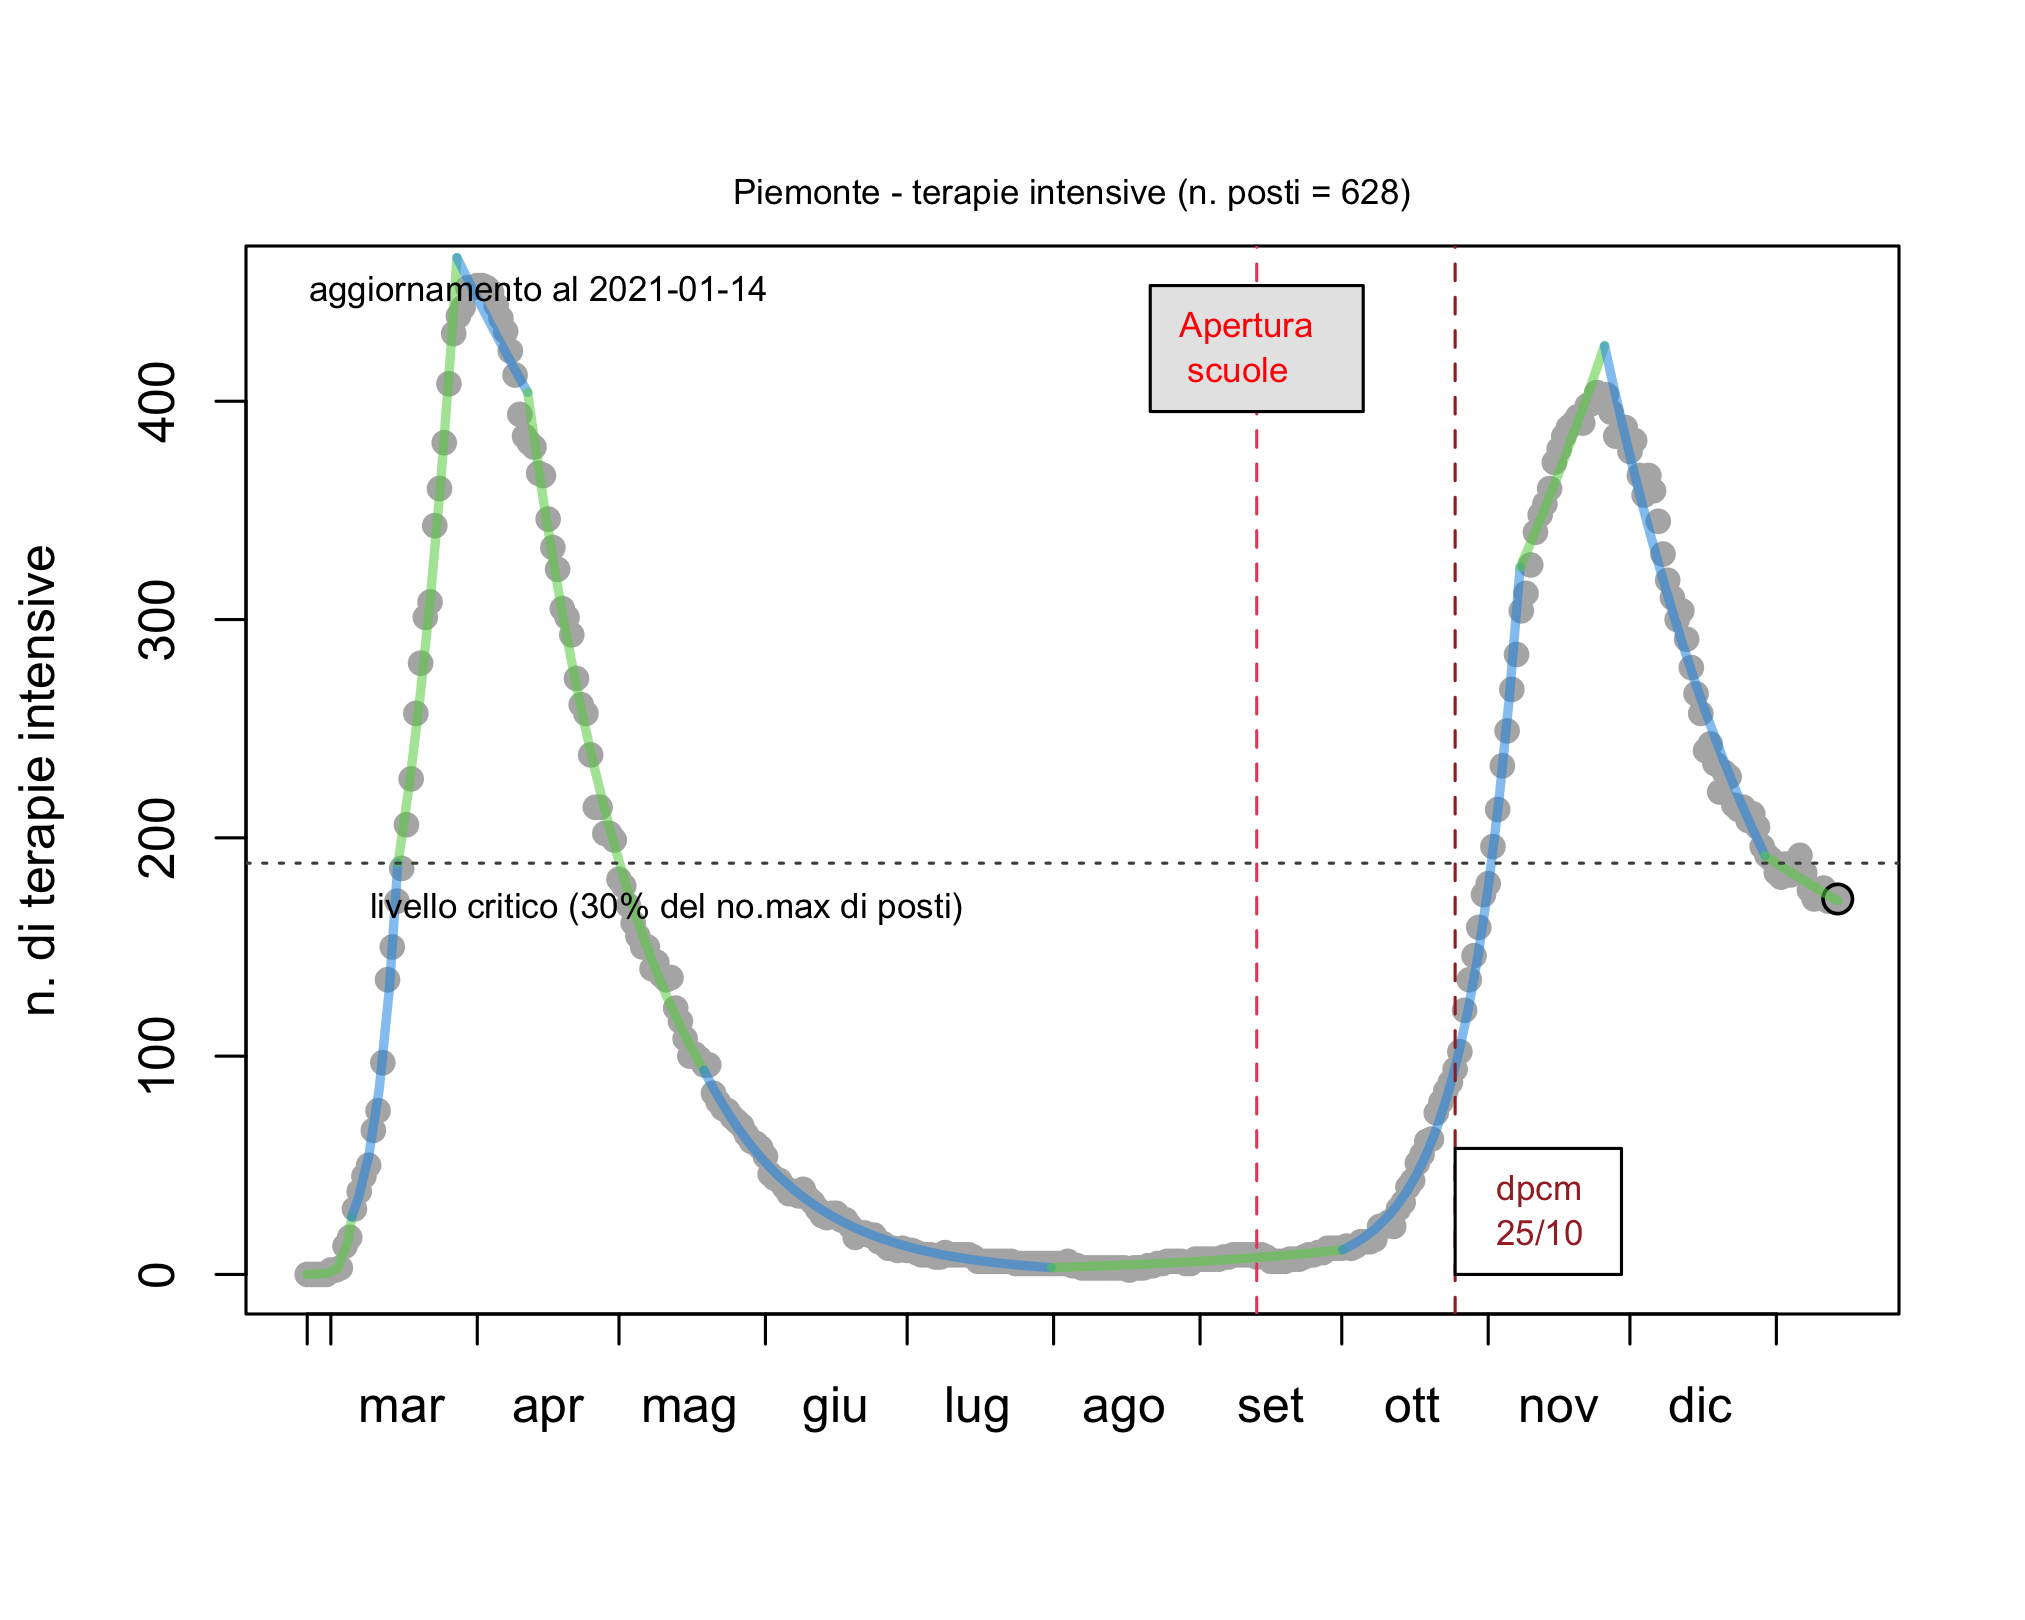 Piemonte - terapie intensive (n. posti = 628)
aggiornamento al 2021-01-14
Apertura
scuole
n. di terapie intensive
400
300
200
100
0
livello critico (30% del no.max di posti)
dpcm
25/10
mar apr mag giu lug ago set ott nov dic